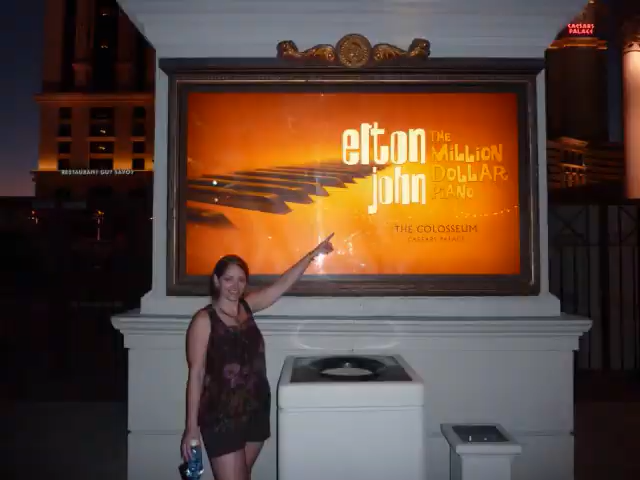 CAESARS
PALACE
RESTAURANT GUY SAVOY
elton
john
THE
MILLION
DOLLAR
PIANO
THE COLOSSEUM
CAESARS PALACE